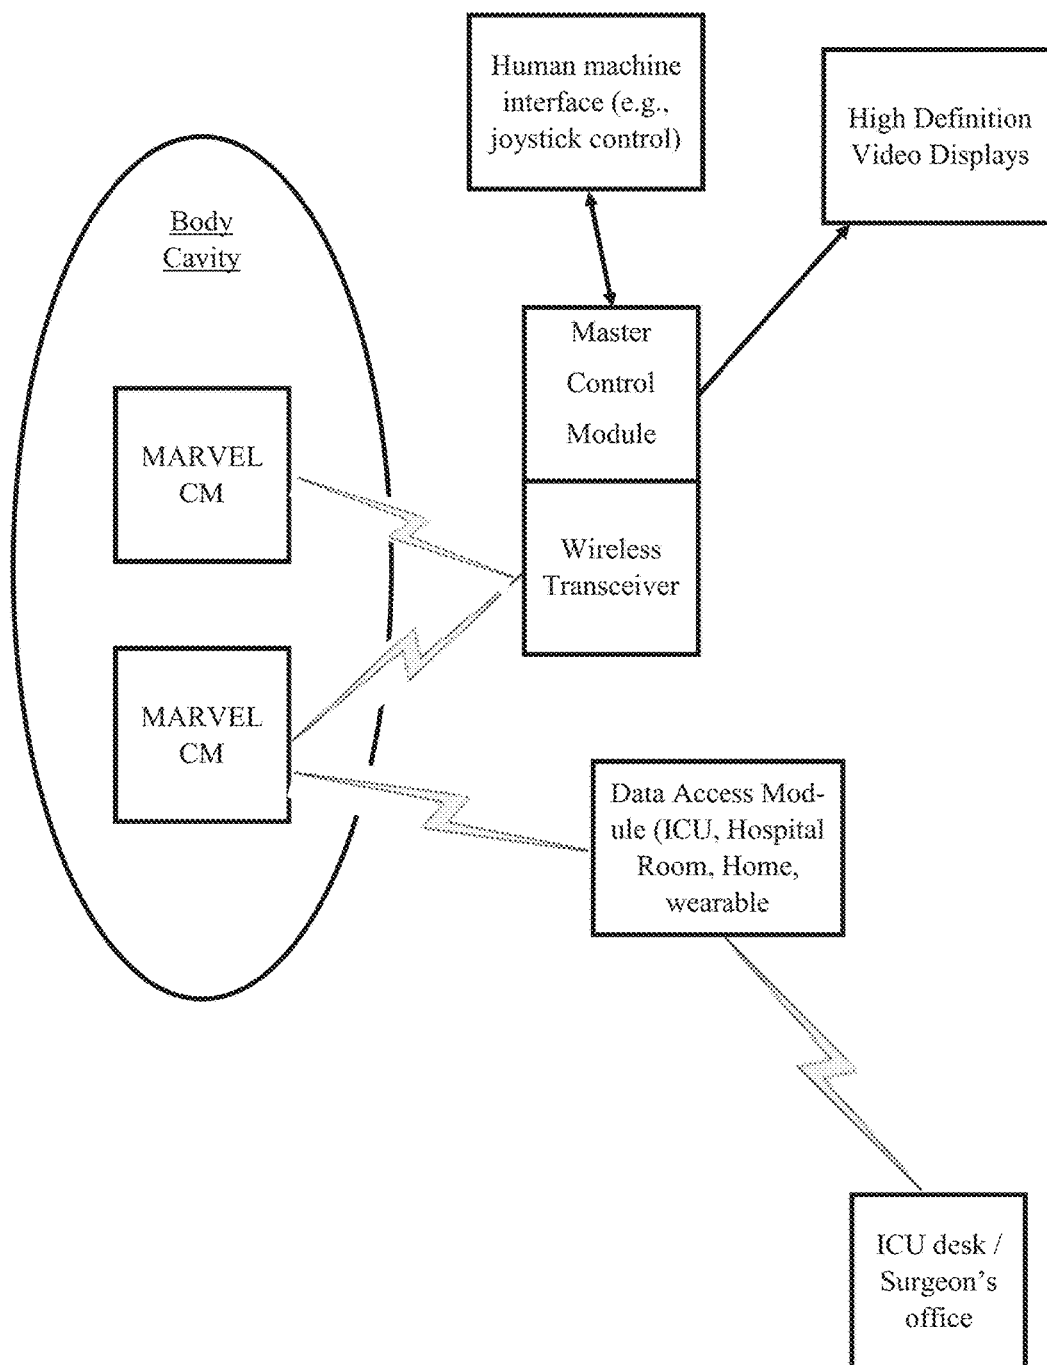 Human machine
interface (e.g.,
joystick control)
High Definition
Video Displays
Body
Cavity
Master
Control
Module
MARVEL
CM
Wireless
Transceiver
MARVEL
CM
Data Access Mod-
ule (ICU, Hospital
Room, Home,
wearable
ICU desk /
Surgeon's
office